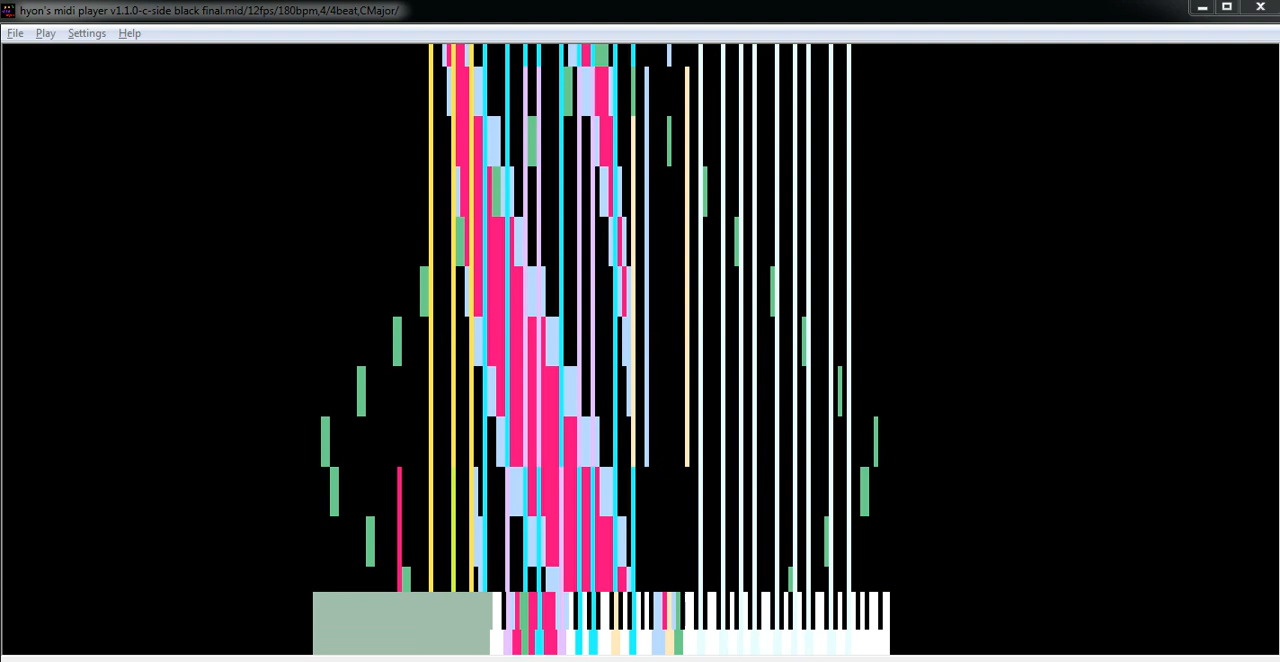 hyon's midi player v1.1.0-c-side black final.mid/12fps/180bpm,4/4beat,CMajor/
File Play Settings Help